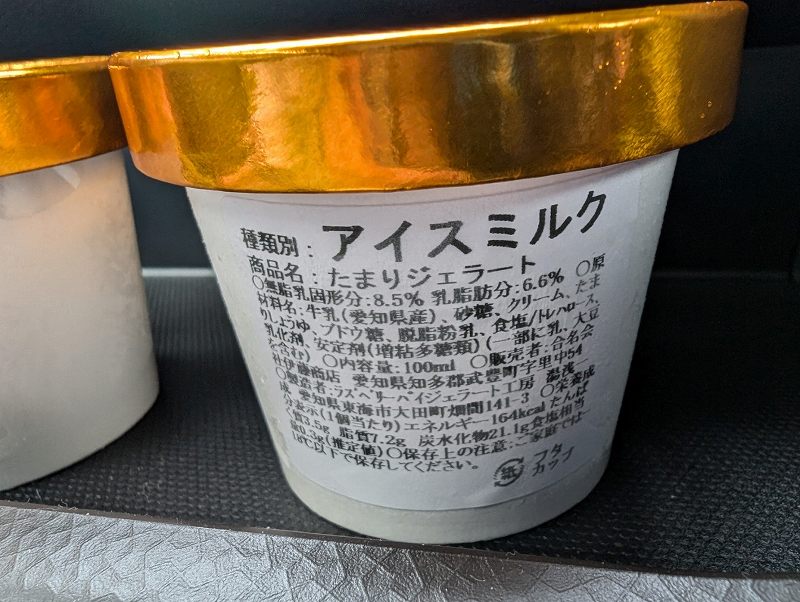 種類別：アイスミルク
商品名：たまりジェラート
○無脂乳固形分：8.5% 乳脂肪分：6.6% ○原
材料名：牛乳(愛知県産)、砂糖、クリーム、たま
りしょうゆ、ブドウ糖、脱脂粉乳、食塩/トレハロース、
乳化剤、安定剤(増粘多糖類)(一部に乳、大豆
を含む) ○内容量：100ml ○販売者：合名会
社伊藤商店 愛知県知多郡武豊町字里中54
○製造者：ラズベリーパイジェラート工房 湯浅
愛知県東海市大田町畑間141-3 ○栄養成
分表示(1個当たり)エネルギー164kcalたんぱ
く質3.5g 脂質7.2g 炭水化物21.1g食塩相当
量0.3g(推定値)○保存上の注意：ご家庭では-
18℃以下で保存してください。
紙 フタ
カップ